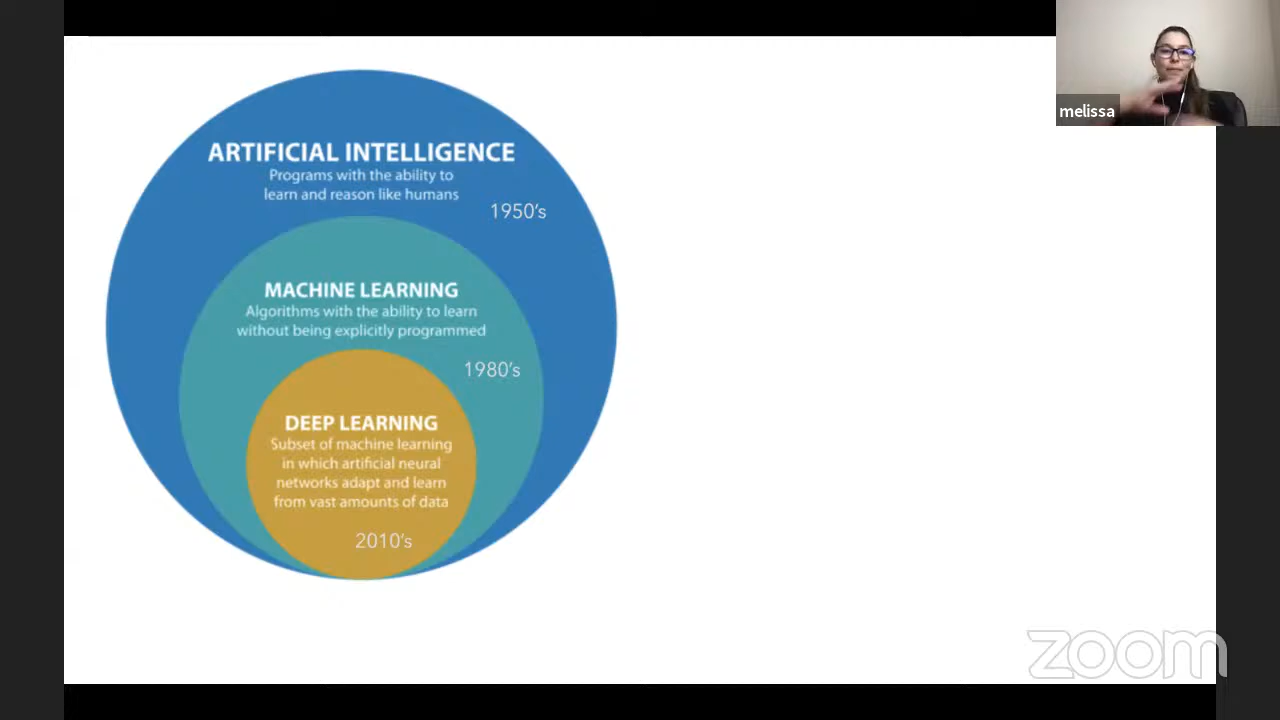 melissa
ARTIFICIAL INTELLIGENCE
Programs with the ability to
learn and reason like humans
1950's
MACHINE LEARNING
Algorithms with the ability to learn
without being explicitly programmed
1980's
DEEP LEARNING
Subset of machine learning
in which artificial neural
networks adapt and learn
from vast amounts of data
2010's
zoom